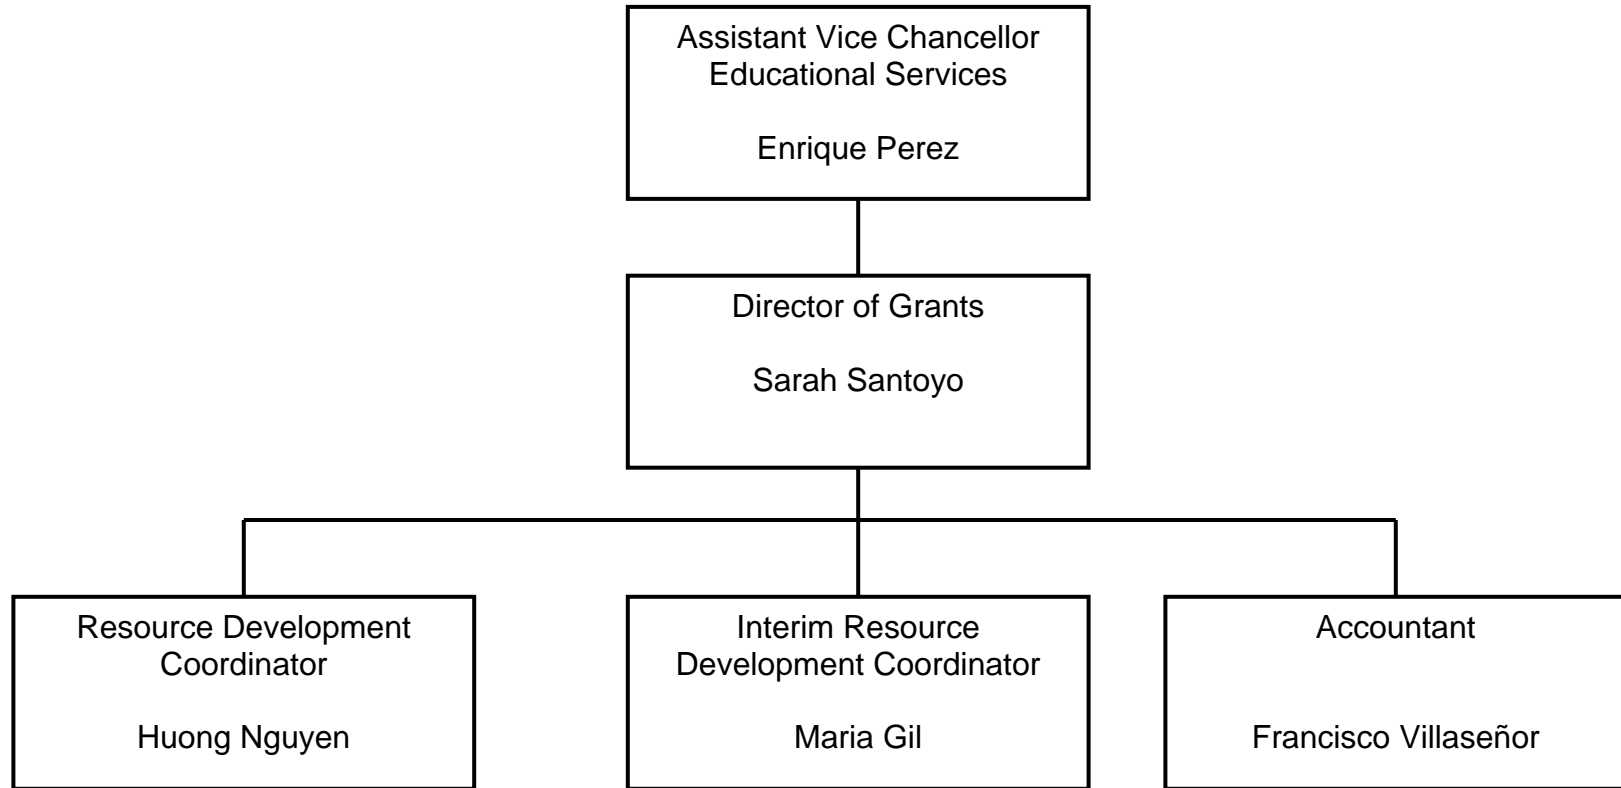 Assistant Vice Chancellor
Educational Services
Enrique Perez
Director of Grants
Sarah Santoyo
Resource Development
Coordinator
Huong Nguyen
Interim Resource
Development Coordinator
Maria Gil
Accountant
Francisco Villaseñor